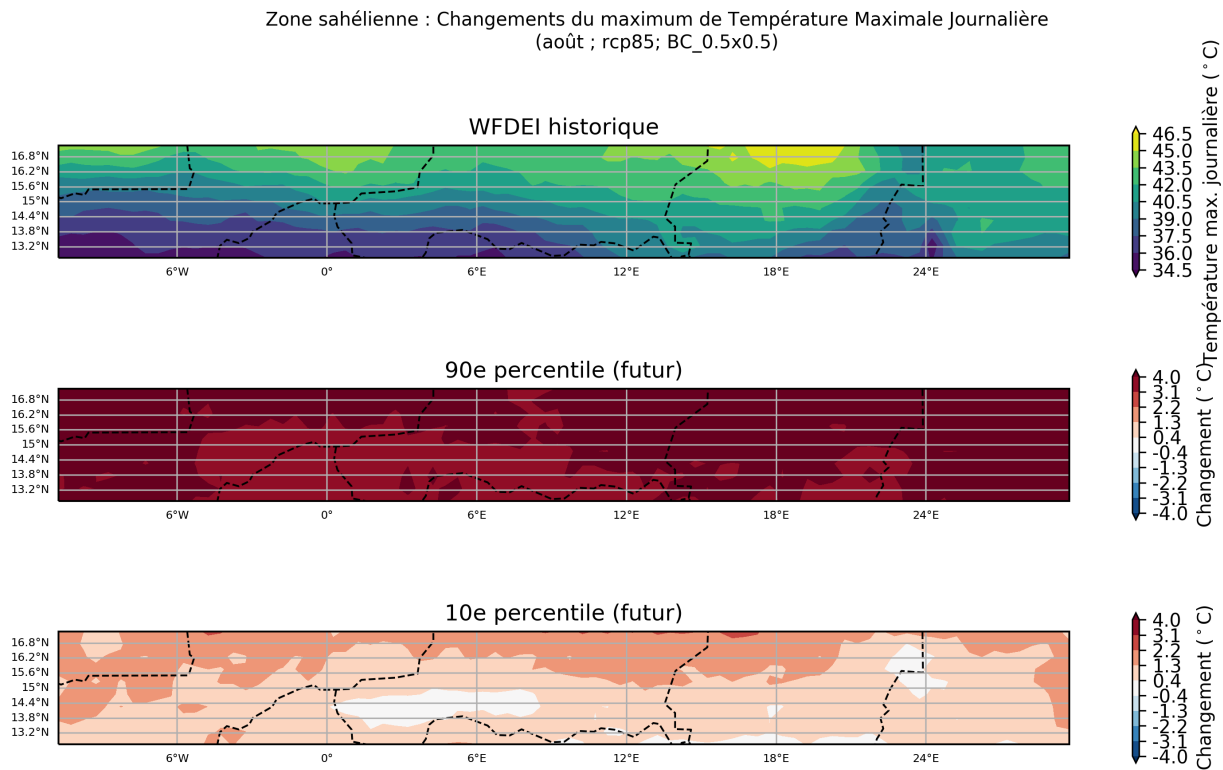 Zone sahélienne : Changements du maximum de Température Maximale Journalière
(août ; rcp85; BC_0.5x0.5)
WFDEI historique
16.8°N
16.2°N
15.6°N
15°N
14.4°N
13.8°N
13.2°N
6°W
0°
6°E
12°E
18°E
24°E
46.5
45.0
43.5
42.0
40.5
39.0
37.5
36.0
34.5
Température max. journalière (°C)
90e percentile (futur)
16.8°N
16.2°N
15.6°N
15°N
14.4°N
13.8°N
13.2°N
6°W
0°
6°E
12°E
18°E
24°E
4.0
3.1
2.2
1.3
0.4
-0.4
-1.3
-2.2
-3.1
-4.0
Changement (°C)
10e percentile (futur)
16.8°N
16.2°N
15.6°N
15°N
14.4°N
13.8°N
13.2°N
6°W
0°
6°E
12°E
18°E
24°E
4.0
3.1
2.2
1.3
0.4
-0.4
-1.3
-2.2
-3.1
-4.0
Changement (°C)